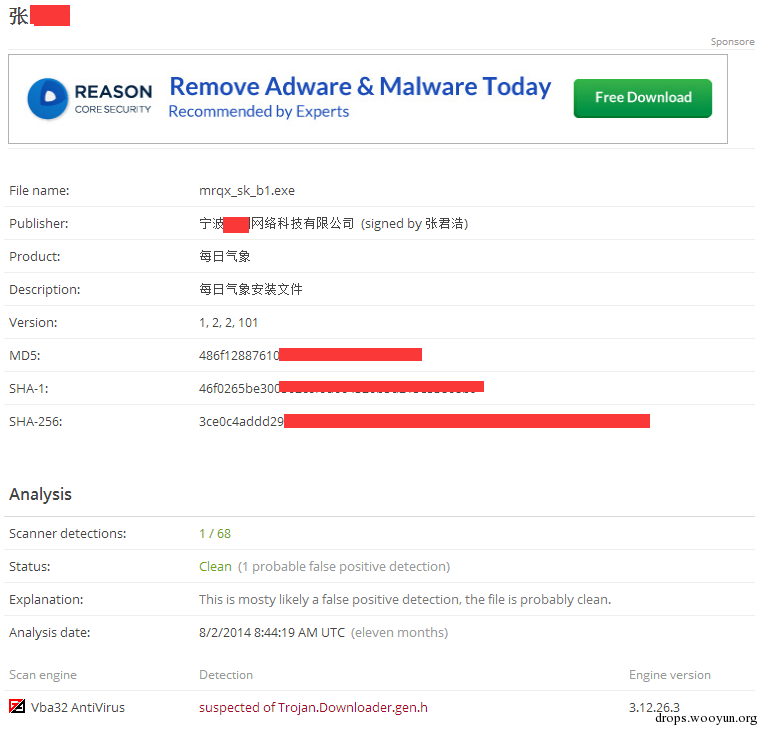 张
Sponsore
REASON
CORE SECURITY
Remove Adware & Malware Today
Recommended by Experts
Free Download
File name: mrqx_sk_b1.exe
Publisher: 宁波 网络科技有限公司 (signed by 张君浩)
Product: 每日气象
Description: 每日气象安装文件
Version: 1, 2, 2, 101
MD5: 486f12887610
SHA-1: 46f0265be300
SHA-256: 3ce0c4addd29
Analysis
Scanner detections: 1 / 68
Status: Clean (1 probable false positive detection)
Explanation: This is mosty likely a false positive detection, the file is probably clean.
Analysis date: 8/2/2014 8:44:19 AM UTC (eleven months)
Scan engine Detection Engine version
Vba32 AntiVirus suspected of Trojan.Downloader.gen.h 3.12.26.3
drops.wooyun.org